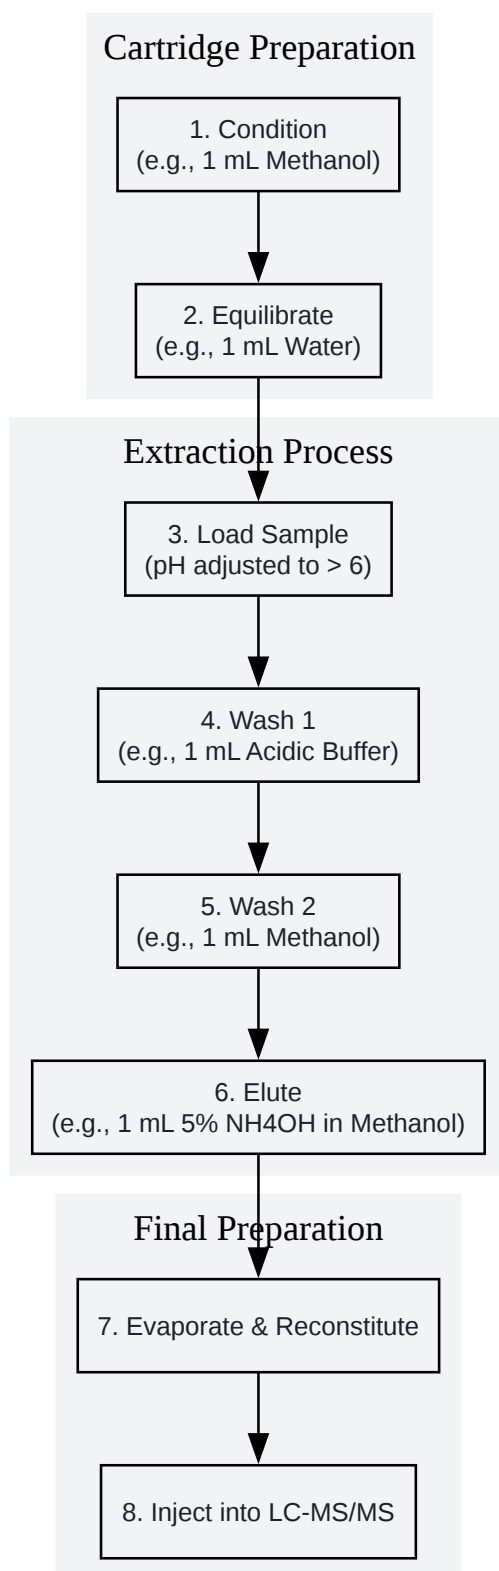 Cartridge Preparation
1. Condition
(e.g., 1 mL Methanol)
2. Equilibrate
(e.g., 1 mL Water)
Extraction Process
3. Load Sample
(pH adjusted to > 6)
4. Wash 1
(e.g., 1 mL Acidic Buffer)
5. Wash 2
(e.g., 1 mL Methanol)
6. Elute
(e.g., 1 mL 5% NH4OH in Methanol)
Final Preparation
7. Evaporate & Reconstitute
8. Inject into LC-MS/MS